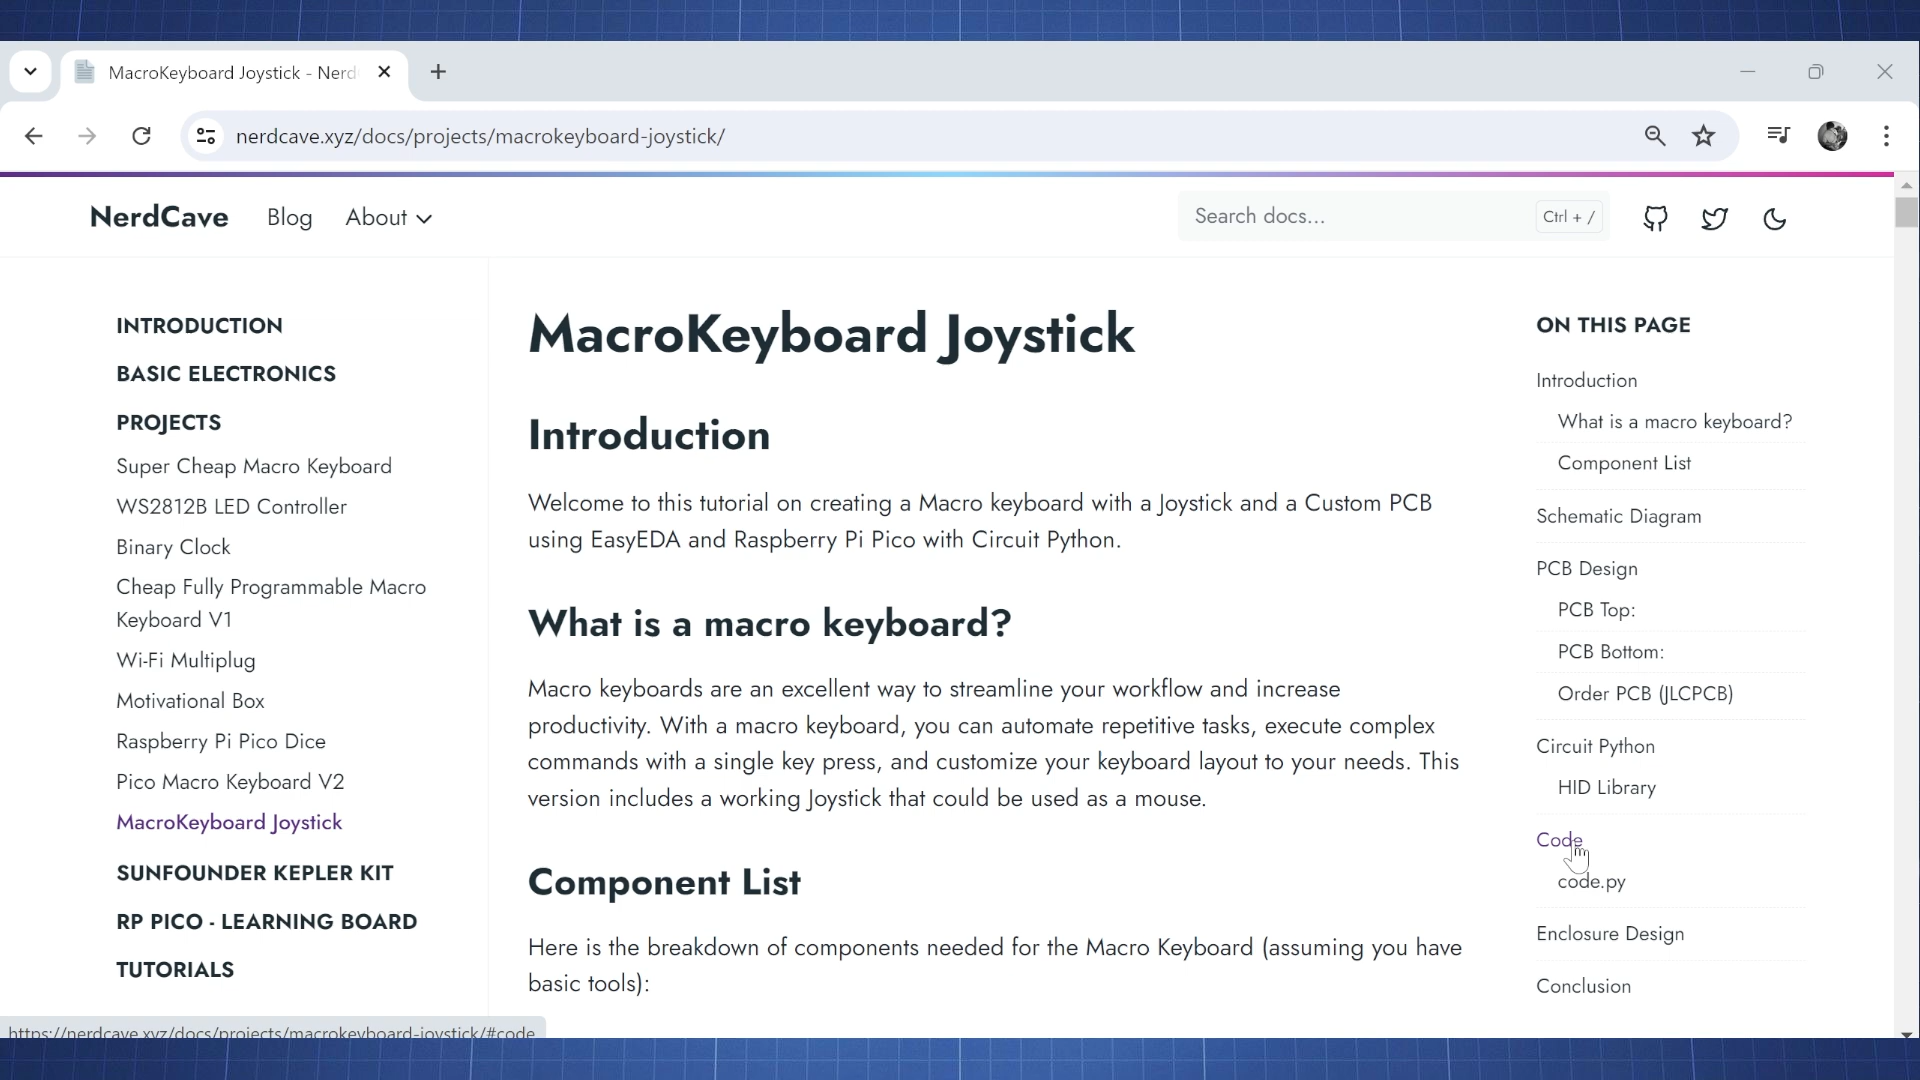 MacroKeyboard Joystick - Nerd
nerdcave.xyz/docs/projects/macrokeyboard-joystick/
NerdCave
Blog
About
Search docs...
Ctrl + /
INTRODUCTION
BASIC ELECTRONICS
PROJECTS
Super Cheap Macro Keyboard
WS2812B LED Controller
Binary Clock
Cheap Fully Programmable Macro
Keyboard V1
Wi-Fi Multiplug
Motivational Box
Raspberry Pi Pico Dice
Pico Macro Keyboard V2
MacroKeyboard Joystick
SUNFOUNDER KEPLER KIT
RP PICO - LEARNING BOARD
TUTORIALS
MacroKeyboard Joystick
Introduction
Welcome to this tutorial on creating a Macro keyboard with a Joystick and a Custom PCB
using EasyEDA and Raspberry Pi Pico with Circuit Python.
What is a macro keyboard?
Macro keyboards are an excellent way to streamline your workflow and increase
productivity. With a macro keyboard, you can automate repetitive tasks, execute complex
commands with a single key press, and customize your keyboard layout to your needs. This
version includes a working Joystick that could be used as a mouse.
Component List
Here is the breakdown of components needed for the Macro Keyboard (assuming you have
basic tools):
ON THIS PAGE
Introduction
What is a macro keyboard?
Component List
Schematic Diagram
PCB Design
PCB Top:
PCB Bottom:
Order PCB (JLCPCB)
Circuit Python
HID Library
Code
code.py
Enclosure Design
Conclusion
https://nerdcave.xyz/docs/projects/macrokeyboard-joystick/#code